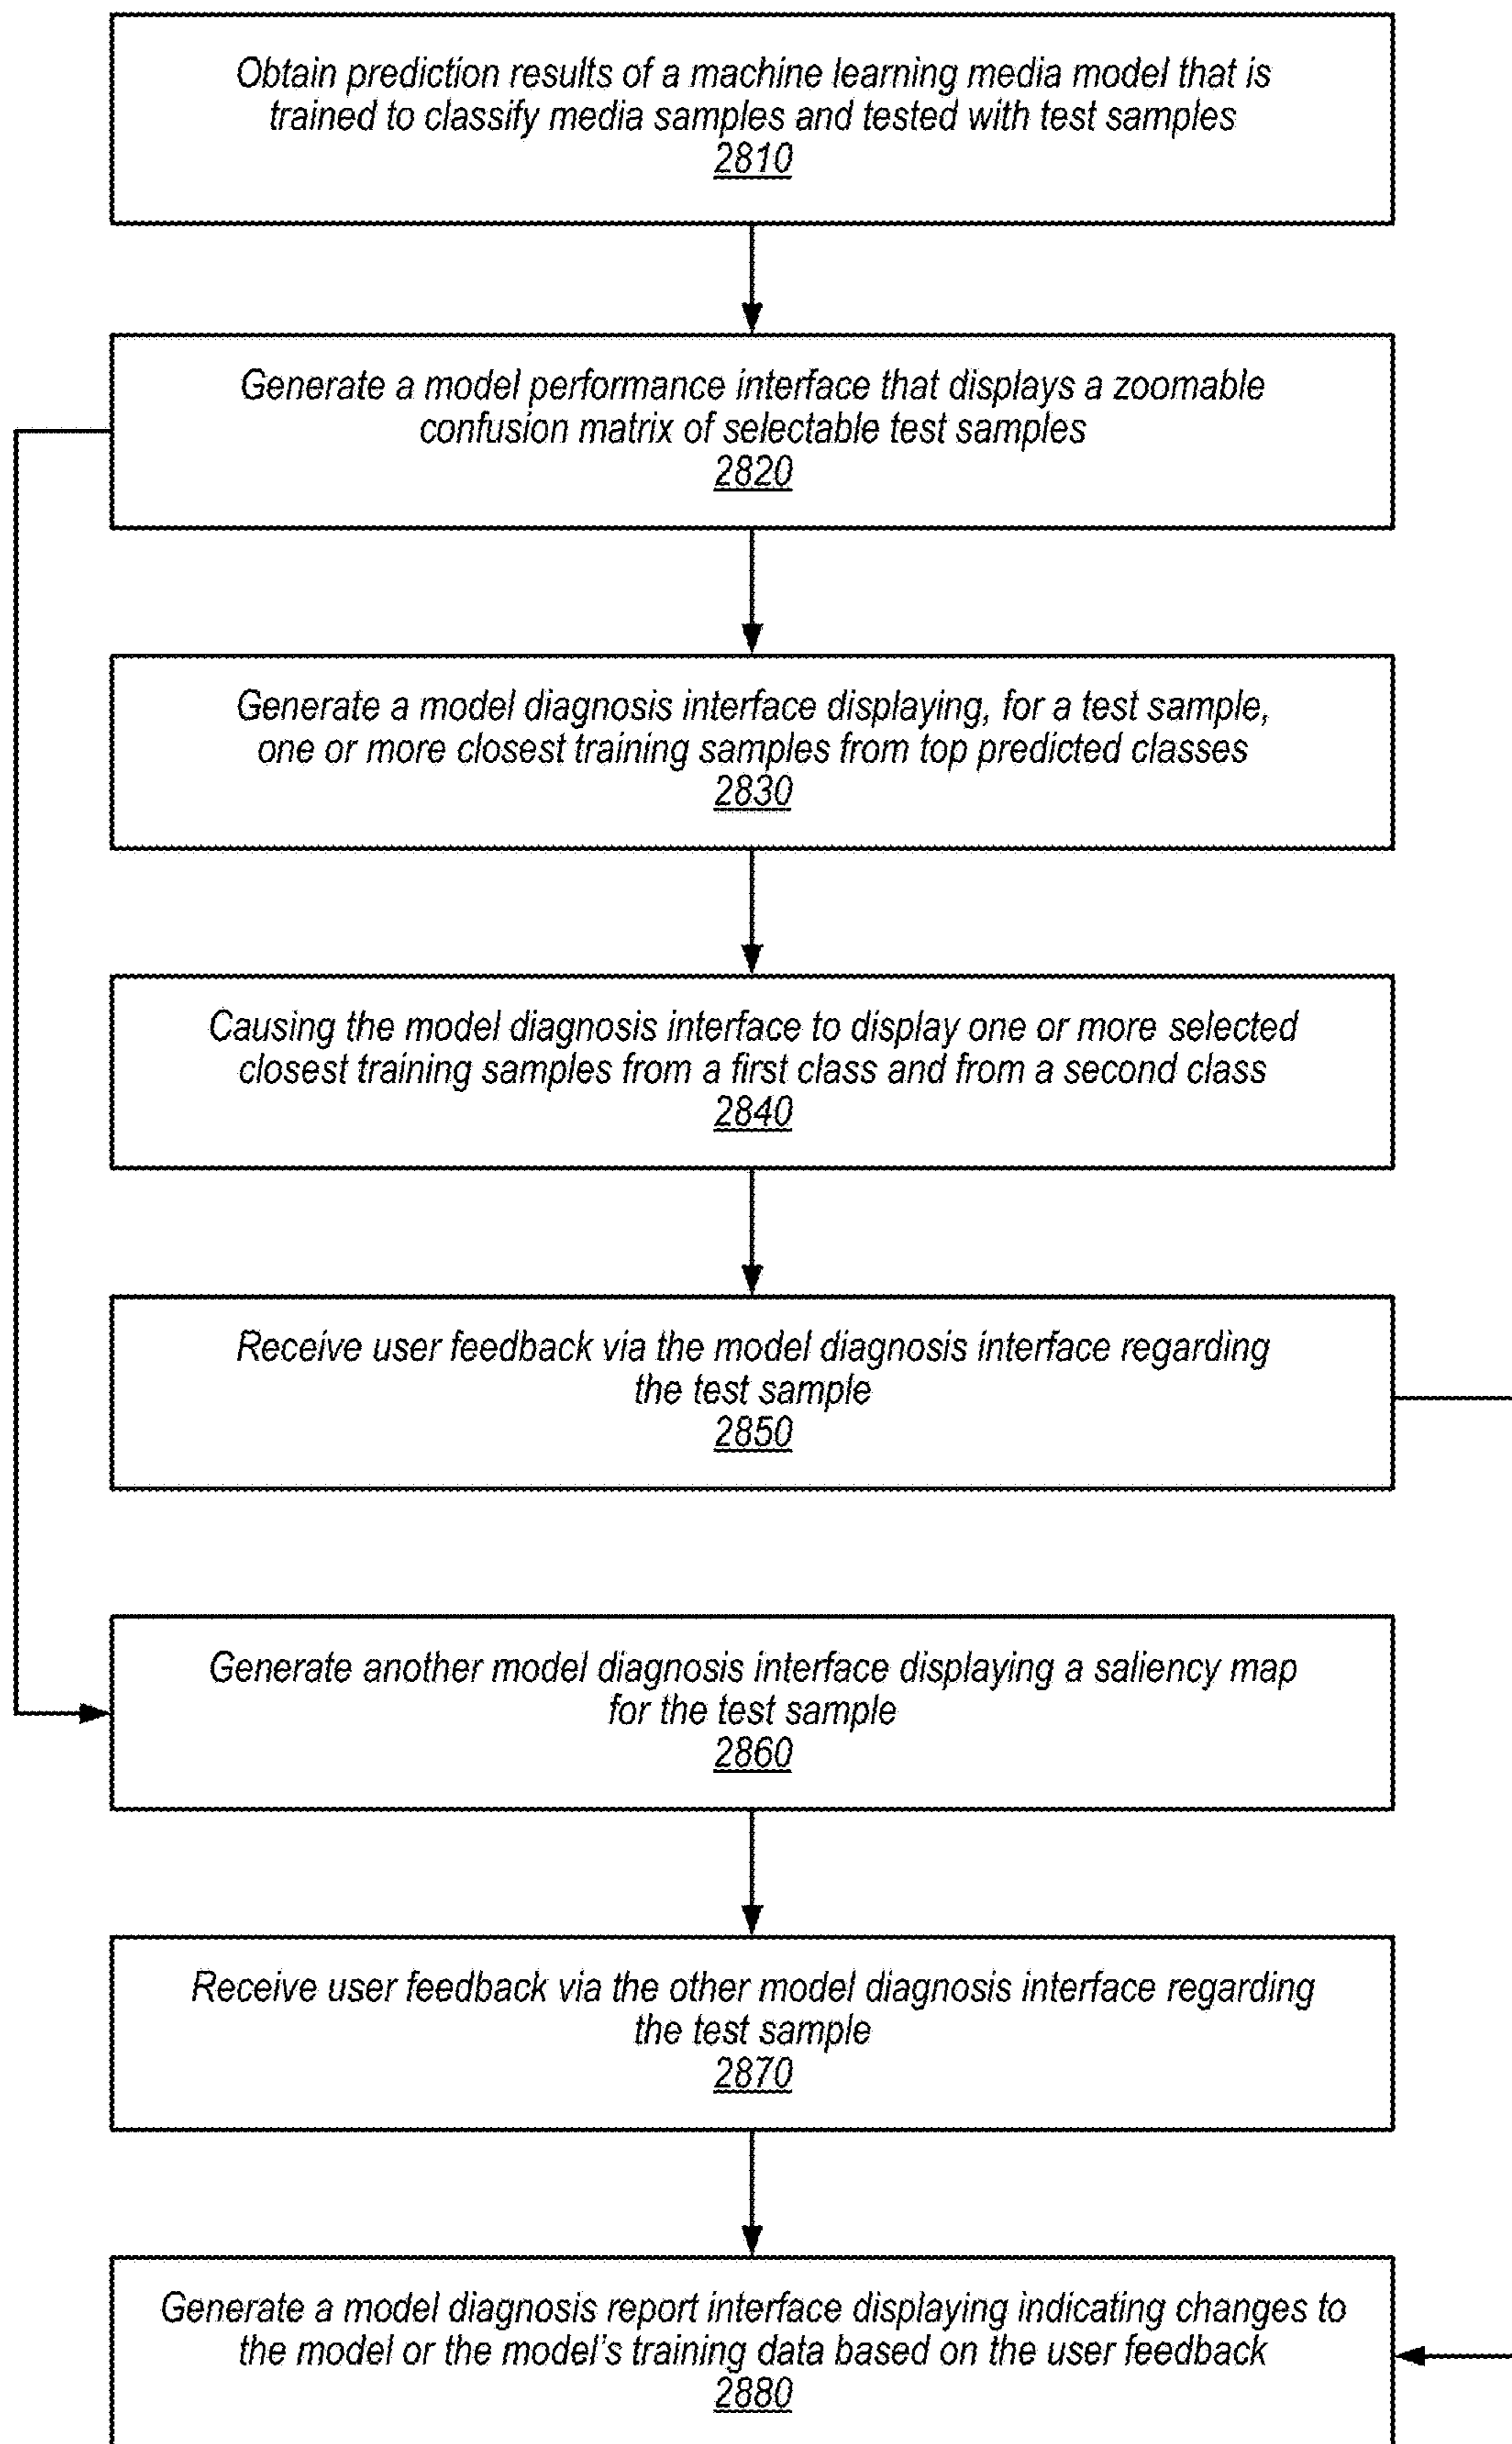 Obtain prediction results of a machine learning media model that is
trained to classify media samples and tested with test samples
2810
Generate a model performance interface that displays a zoomable
confusion matrix of selectable test samples
2820
Generate a model diagnosis interface displaying, for a test sample,
one or more closest training samples from top predicted classes
2830
Causing the model diagnosis interface to display one or more selected
closest training samples from a first class and from a second class
2840
Receive user feedback via the model diagnosis interface regarding
the test sample
2850
Generate another model diagnosis interface displaying a saliency map
for the test sample
2860
Receive user feedback via the other model diagnosis interface regarding
the test sample
2870
Generate a model diagnosis report interface displaying indicating changes to
the model or the model's training data based on the user feedback
2880